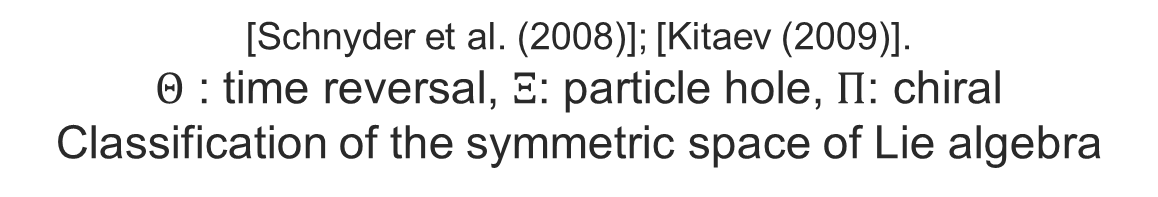 [Schnyder et al. (2008)]; [Kitaev (2009)].
Θ : time reversal, Ξ: particle hole, Π: chiral
Classification of the symmetric space of Lie algebra